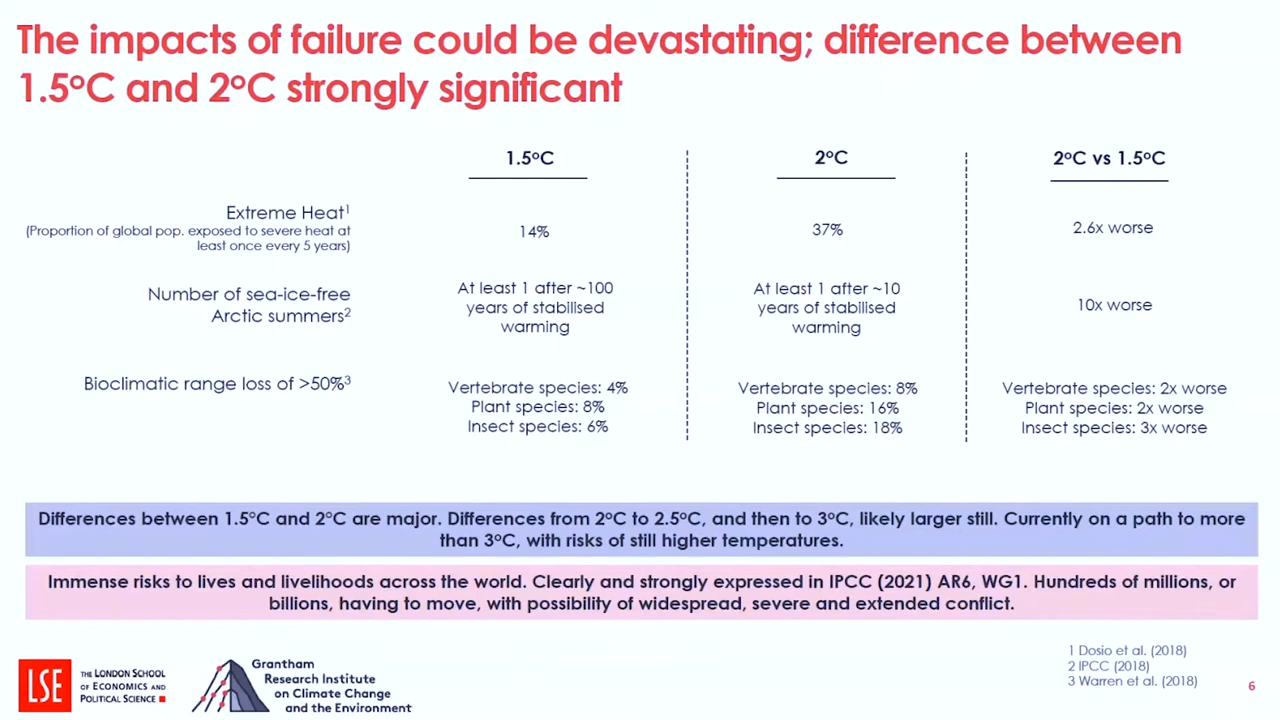 The impacts of failure could be devastating; difference between
1.5°C and 2°C strongly significant
1.5°C
2°C
2°C vs 1.5°C
Extreme Heat¹
(Proportion of global pop. exposed to severe heat at
least once every 5 years)
14%
37%
2.6x worse
Number of sea-ice-free
Arctic summers²
At least 1 after ~100
years of stabilised
warming
At least 1 after ~10
years of stabilised
warming
10x worse
Bioclimatic range loss of >50%³
Vertebrate species: 4%
Plant species: 8%
Insect species: 6%
Vertebrate species: 8%
Plant species: 16%
Insect species: 18%
Vertebrate species: 2x worse
Plant species: 2x worse
Insect species: 3x worse
Differences between 1.5°C and 2°C are major. Differences from 2°C to 2.5°C, and then to 3°C, likely larger still. Currently on a path to more
than 3°C, with risks of still higher temperatures.
Immense risks to lives and livelihoods across the world. Clearly and strongly expressed in IPCC (2021) AR6, WG1. Hundreds of millions, or
billions, having to move, with possibility of widespread, severe and extended conflict.
LSE
THE LONDON SCHOOL
OF ECONOMICS AND
POLITICAL SCIENCE
Grantham
Research Institute
on Climate Change
and the Environment
1 Dosio et al. (2018)
2 IPCC (2018)
3 Warren et al. (2018)
6